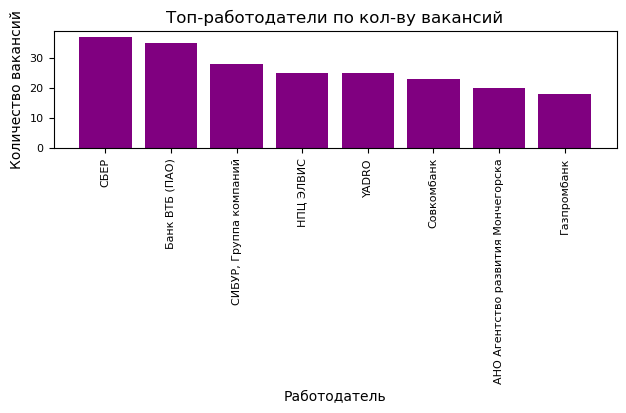 Топ-работодатели по кол-ву вакансий
Количество вакансий
30
20
10
0
СБЕР
Банк ВТБ (ПАО)
СИБУР, Группа компаний
НПЦ ЭЛВИС
YADRO
Совкомбанк
АНО Агентство развития Мончегорска
Газпромбанк
Работодатель